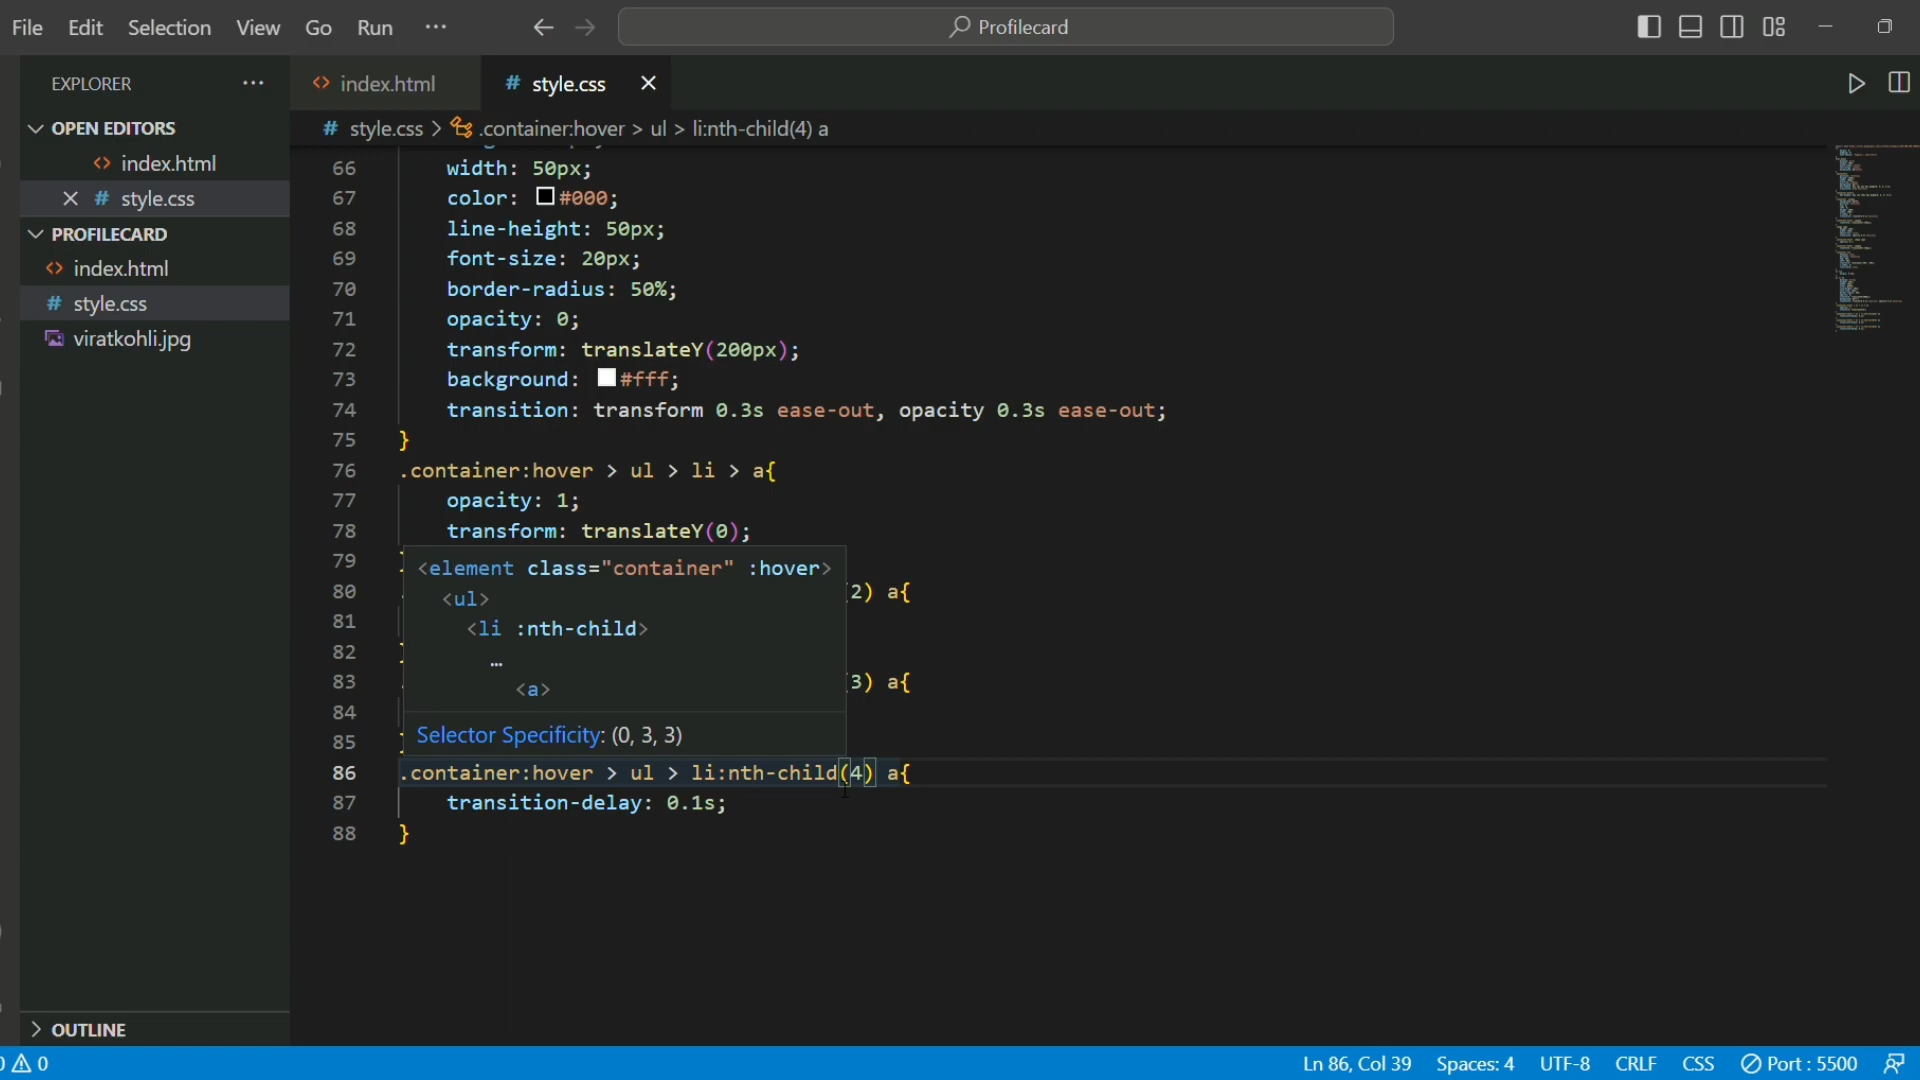 File Edit Selection View Go Run ··· Profilecard
EXPLORER ···
OPEN EDITORS
index.html
style.css
PROFILECARD
index.html
style.css
viratkohli.jpg
OUTLINE
index.html # style.css
# style.css > .container:hover > ul > li:nth-child(4) a
66 width: 50px;
67 color: #000;
68 line-height: 50px;
69 font-size: 20px;
70 border-radius: 50%;
71 opacity: 0;
72 transform: translateY(200px);
73 background: #fff;
74 transition: transform 0.3s ease-out, opacity 0.3s ease-out;
75 }
76 .container:hover > ul > li > a{
77 opacity: 1;
78 transform: translateY(0);
79
80 2) a{
81
82
83 3) a{
84
85
<element class="container" :hover>
<ul>
<li :nth-child>
…
<a>
Selector Specificity: (0, 3, 3)
86 .container:hover > ul > li:nth-child(4) a{
87 transition-delay: 0.1s;
88 }
0 Ln 86, Col 39 Spaces: 4 UTF-8 CRLF CSS Port : 5500